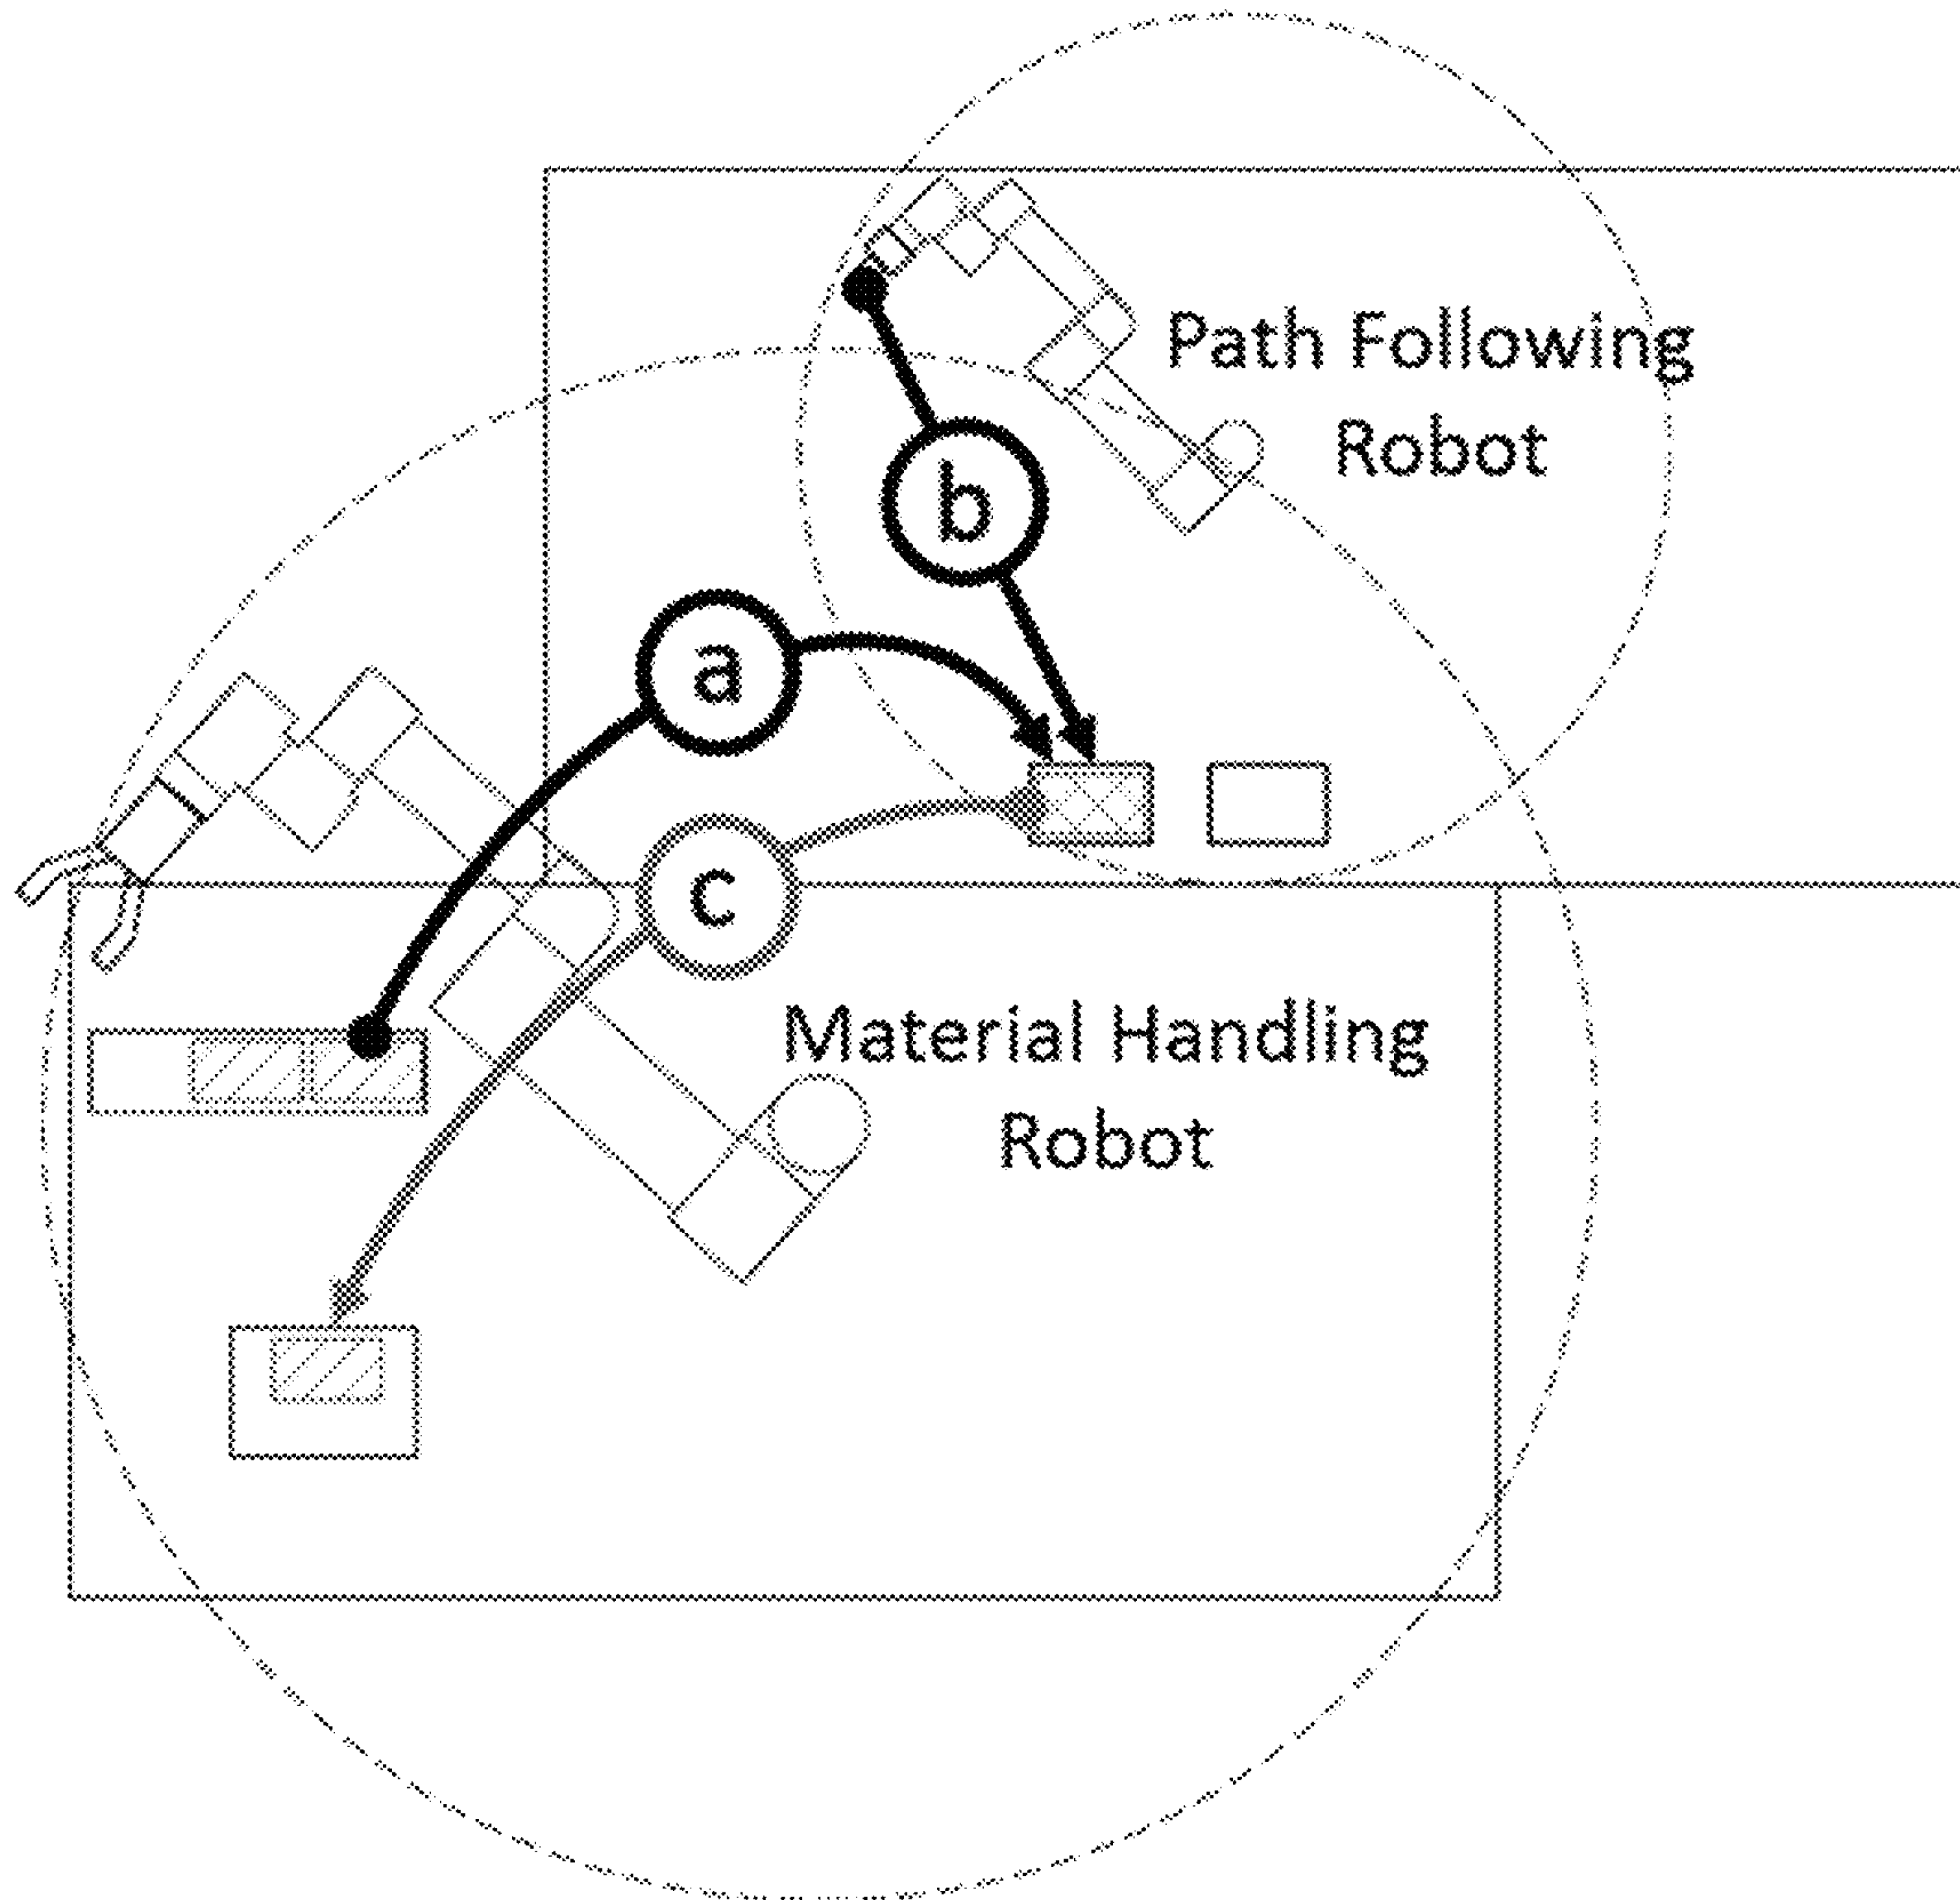 Path Following
Robot
b
a
c
Material Handling
Robot